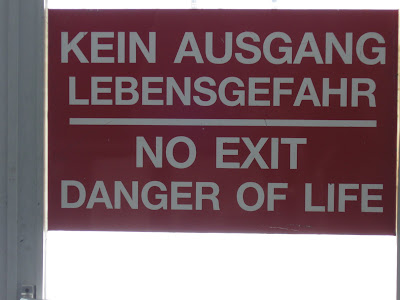 KEIN AUSGANG
LEBENSGEFAHR
NO EXIT
DANGER OF LIFE